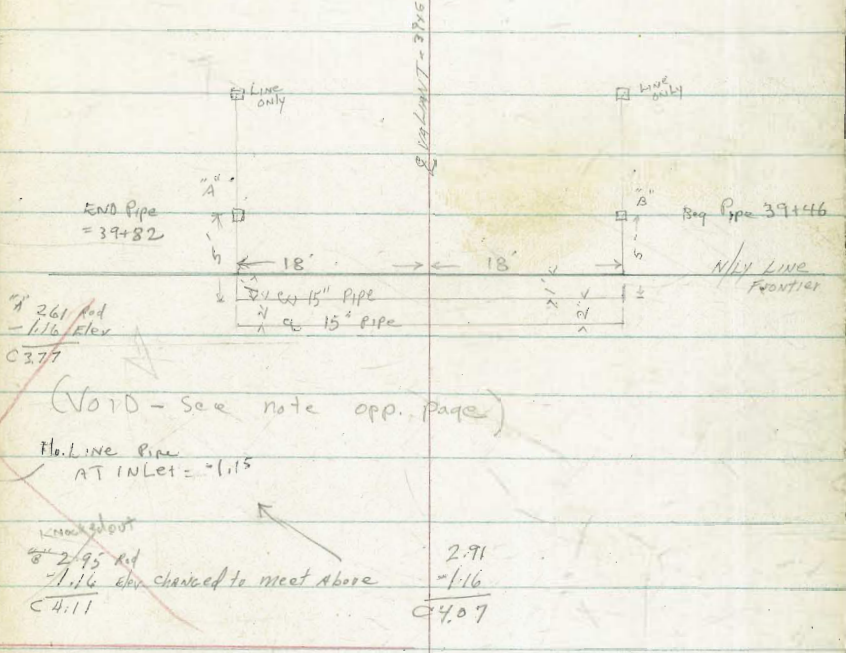 ℄ VALIANT = 39+6
LINE
ONLY
LINE
ONLY
"A"
"B"
END Pipe
= 39+82
5'
5'
Beg Pipe 39+46
18'
18'
N'LY LINE
Frontier
1'
℄ 15" Pipe
1'
2'
℄ 15" Pipe
2'
"A" 2.61 Rod
-1.16 Elev
C 3.77
(VOID - See note opp. page)
Flo. LINE Pipe
AT INLet = -1.15
Knocked out
"B" 2.95 Rod
-1.16 Elev. changed to meet Above
C 4.11
2.91
-1.16
C 4.07